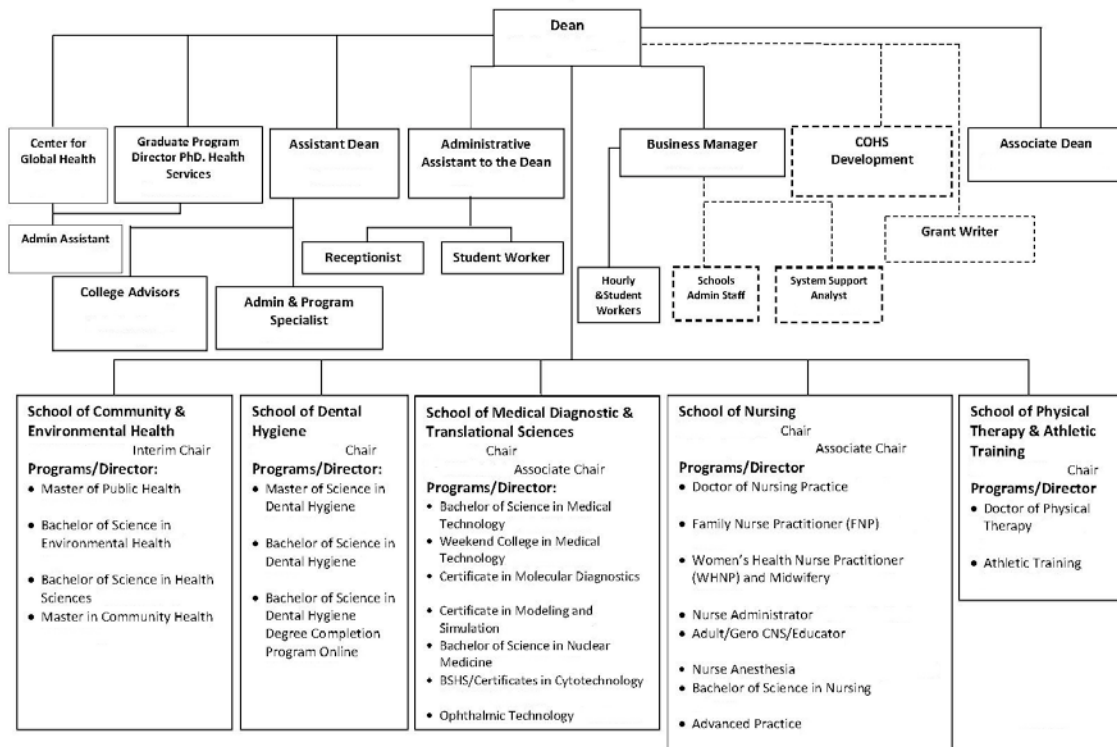 Dean
Center for
Global Health
Graduate Program
Director PhD. Health
Services
Assistant Dean
Administrative
Assistant to the Dean
Business Manager
COHS
Development
Associate Dean
Admin Assistant
Grant Writer
Receptionist
Student Worker
College Advisors
Admin & Program
Specialist
Hourly
&Student
Workers
Schools
Admin Staff
System Support
Analyst
School of Community &
Environmental Health
Interim Chair
Programs/Director:
• Master of Public Health
• Bachelor of Science in
Environmental Health
• Bachelor of Science in Health
Sciences
• Master in Community Health
School of Dental
Hygiene
Chair
Programs/Director:
• Master of Science in
Dental Hygiene
• Bachelor of Science in
Dental Hygiene
• Bachelor of Science in
Dental Hygiene
Degree Completion
Program Online
School of Medical Diagnostic &
Translational Sciences
Chair
Associate Chair
Programs/Director:
• Bachelor of Science in Medical
Technology
• Weekend College in Medical
Technology
• Certificate in Molecular Diagnostics
• Certificate in Modeling and
Simulation
• Bachelor of Science in Nuclear
Medicine
• BSHS/Certificates in Cytotechnology
• Ophthalmic Technology
School of Nursing
Chair
Associate Chair
Programs/Director
• Doctor of Nursing Practice
• Family Nurse Practitioner (FNP)
• Women's Health Nurse Practitioner
(WHNP) and Midwifery
• Nurse Administrator
• Adult/Gero CNS/Educator
• Nurse Anesthesia
• Bachelor of Science in Nursing
• Advanced Practice
School of Physical
Therapy & Athletic
Training
Chair
Programs/Director
• Doctor of Physical
Therapy
• Athletic Training